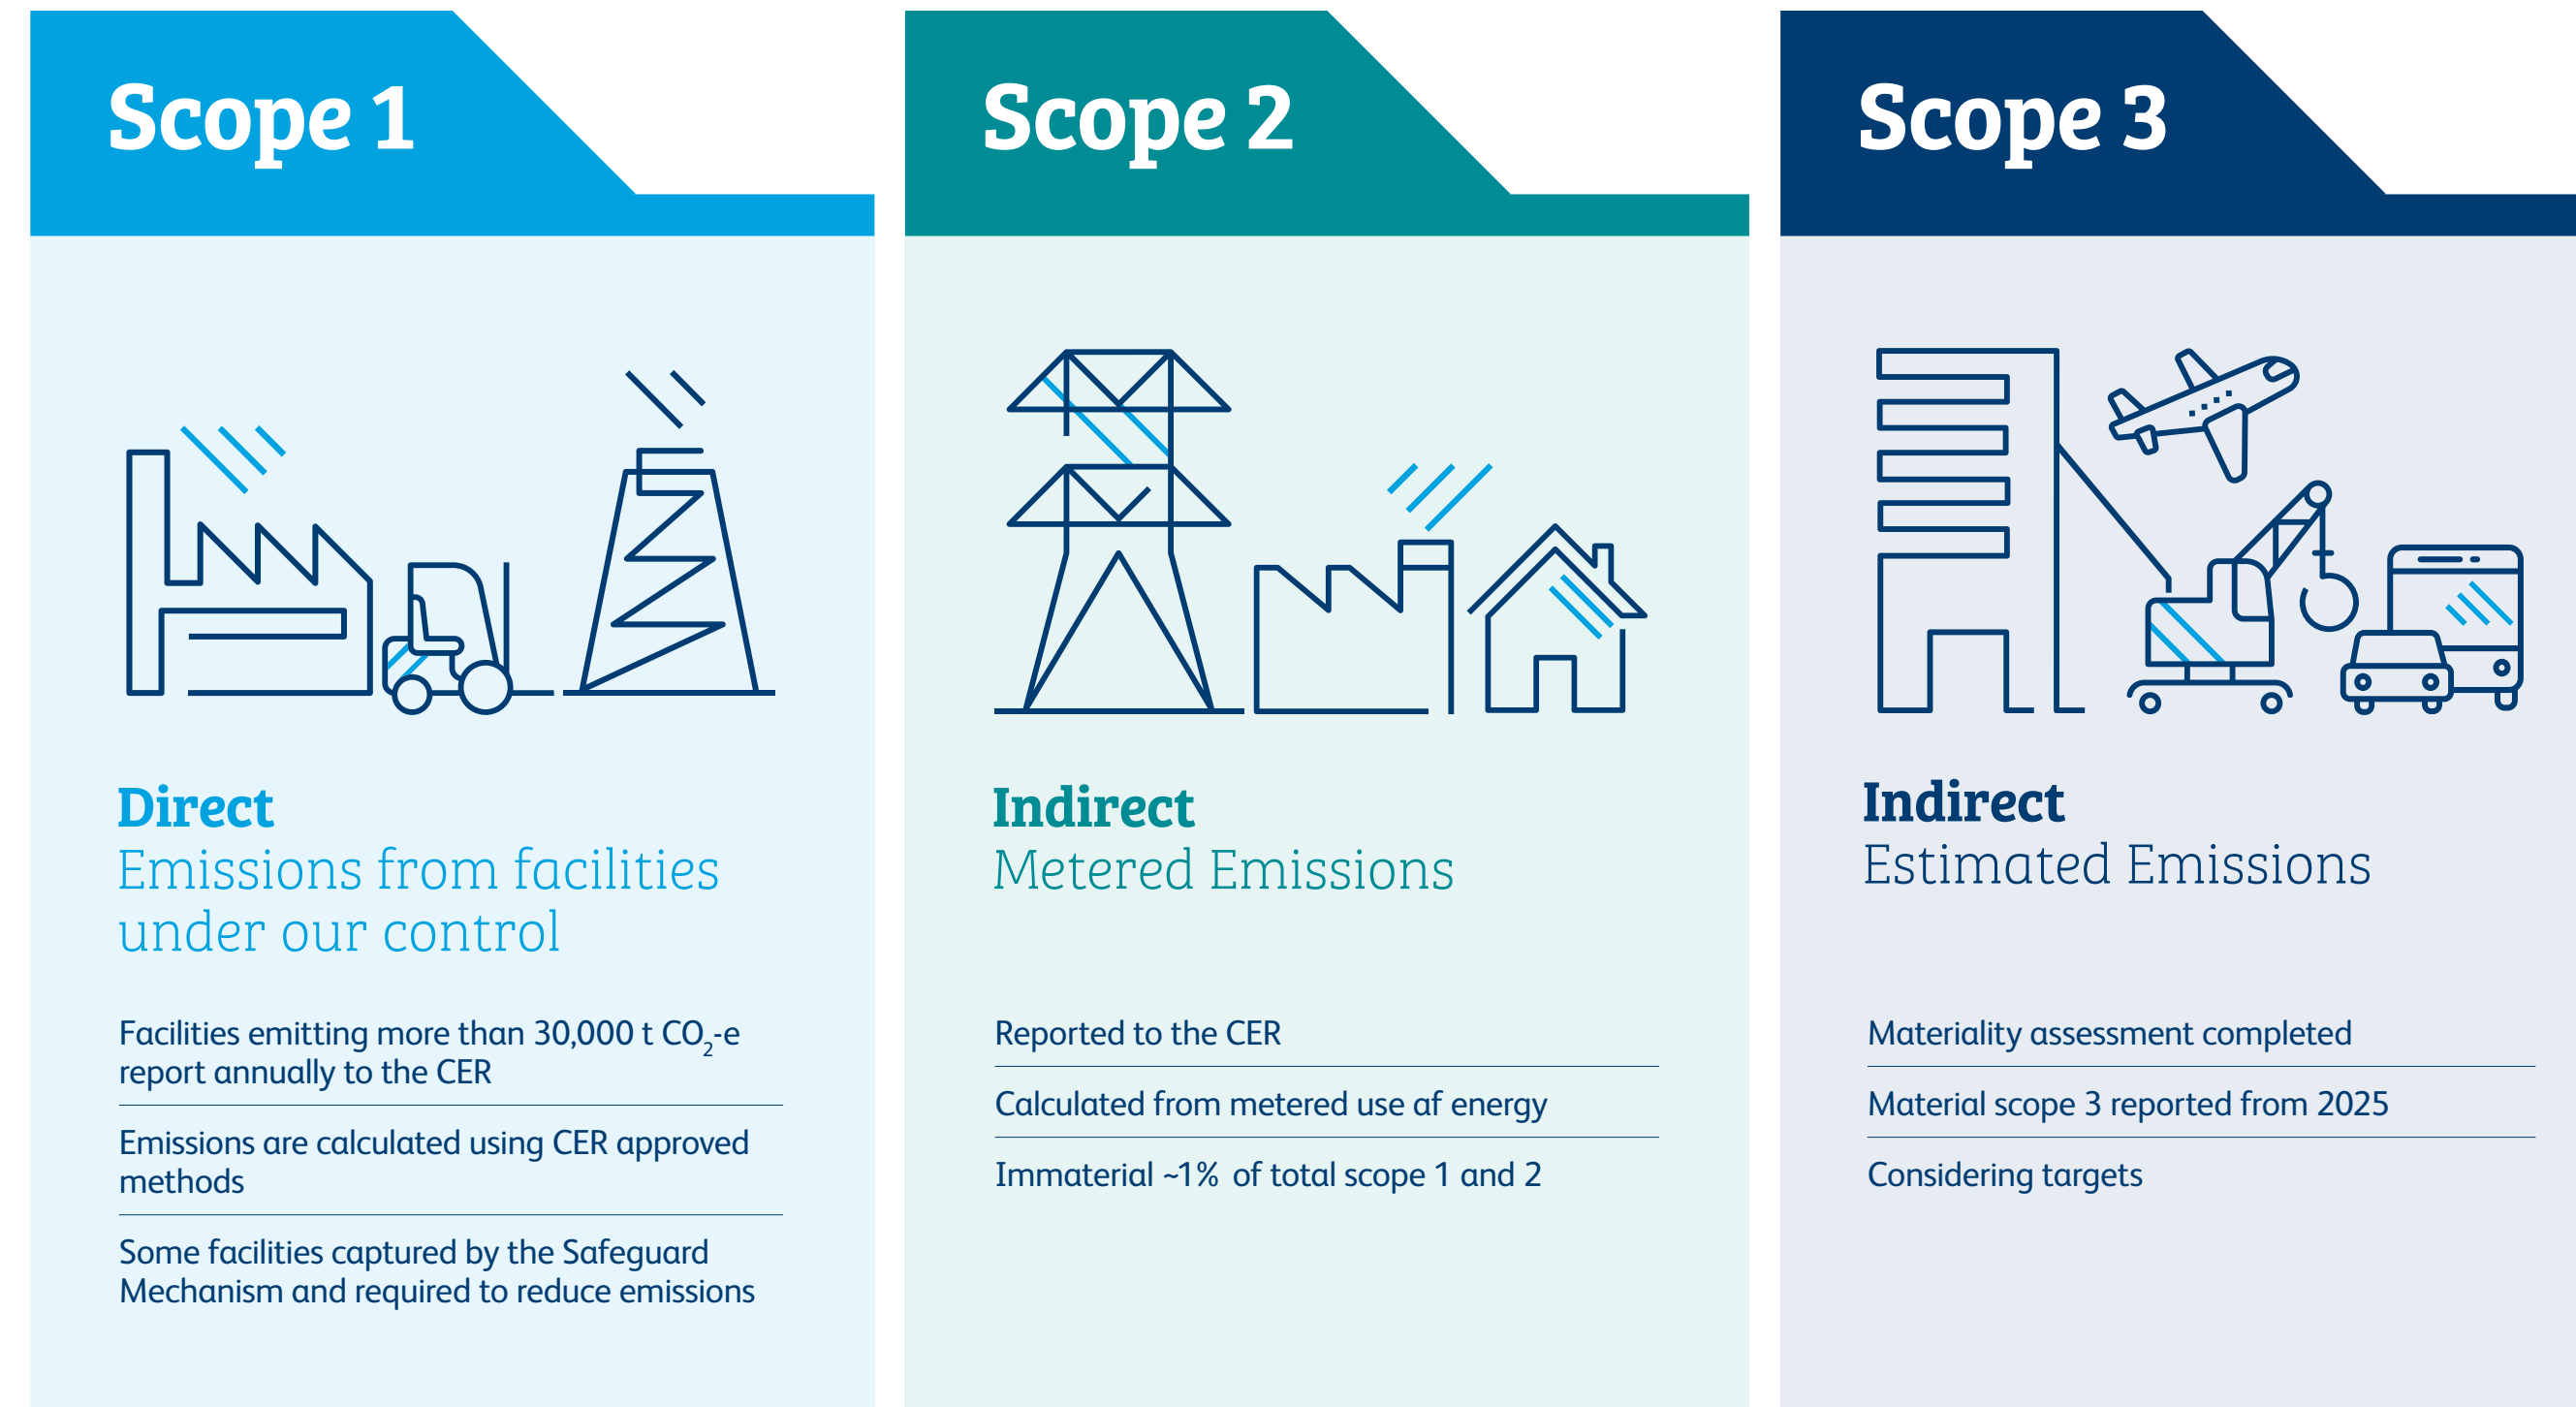 Scope 1
Direct
Emissions from facilities
under our control
Facilities emitting more than 30,000 t CO₂-e
report annually to the CER
Emissions are calculated using CER approved
methods
Some facilities captured by the Safeguard
Mechanism and required to reduce emissions
Scope 2
Indirect
Metered Emissions
Reported to the CER
Calculated from metered use af energy
Immaterial ~1% of total scope 1 and 2
Scope 3
Indirect
Estimated Emissions
Materiality assessment completed
Material scope 3 reported from 2025
Considering targets